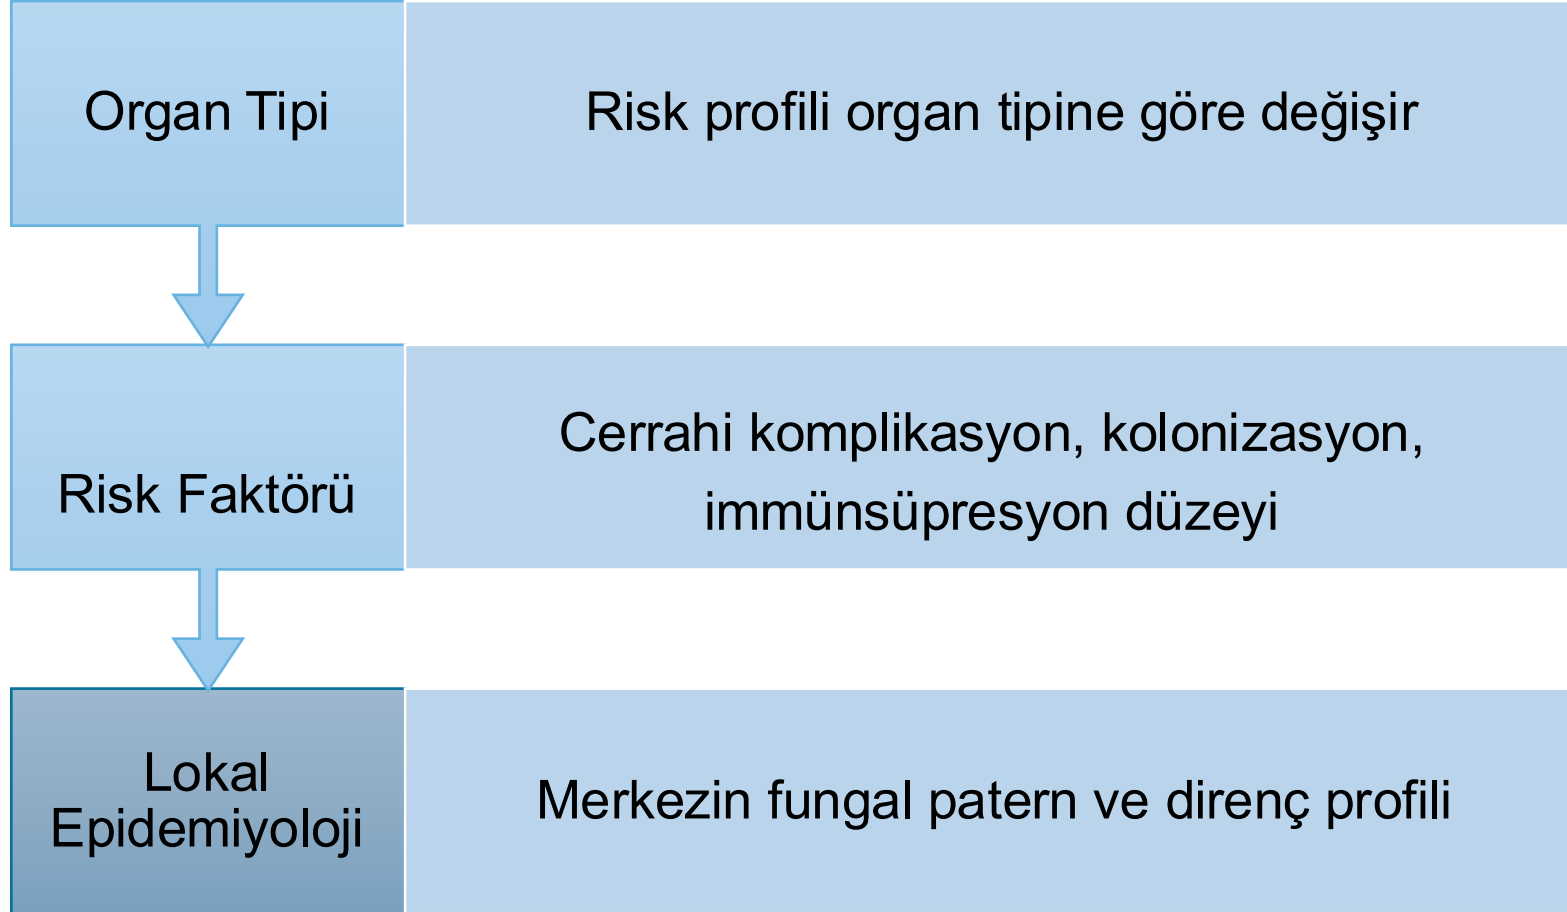 Organ Tipi
Risk profili organ tipine göre değişir
Risk Faktörü
Cerrahi komplikasyon, kolonizasyon,
immünsüpresyon düzeyi
Lokal
Epidemiyoloji
Merkezin fungal patern ve direnç profili